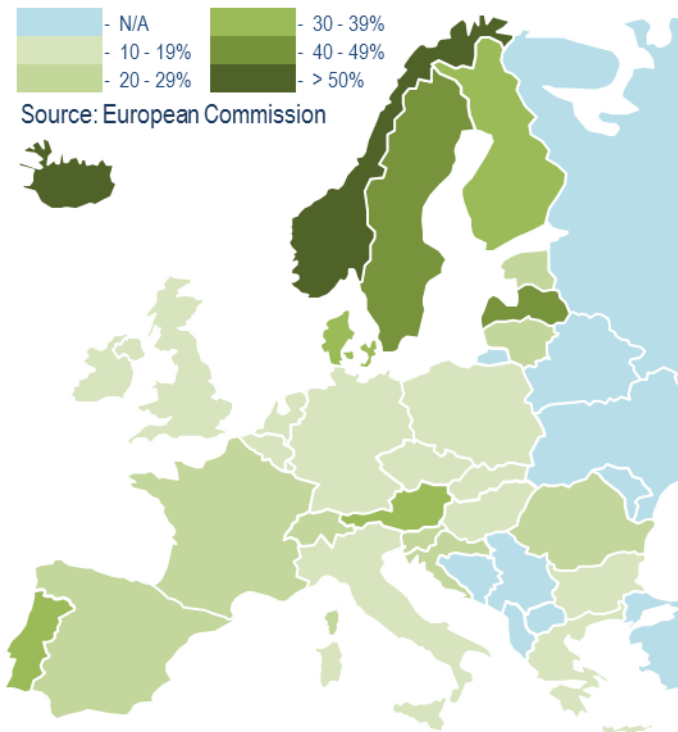 - N/A
- 10 - 19%
- 20 - 29%
- 30 - 39%
- 40 - 49%
- > 50%
Source: European Commission